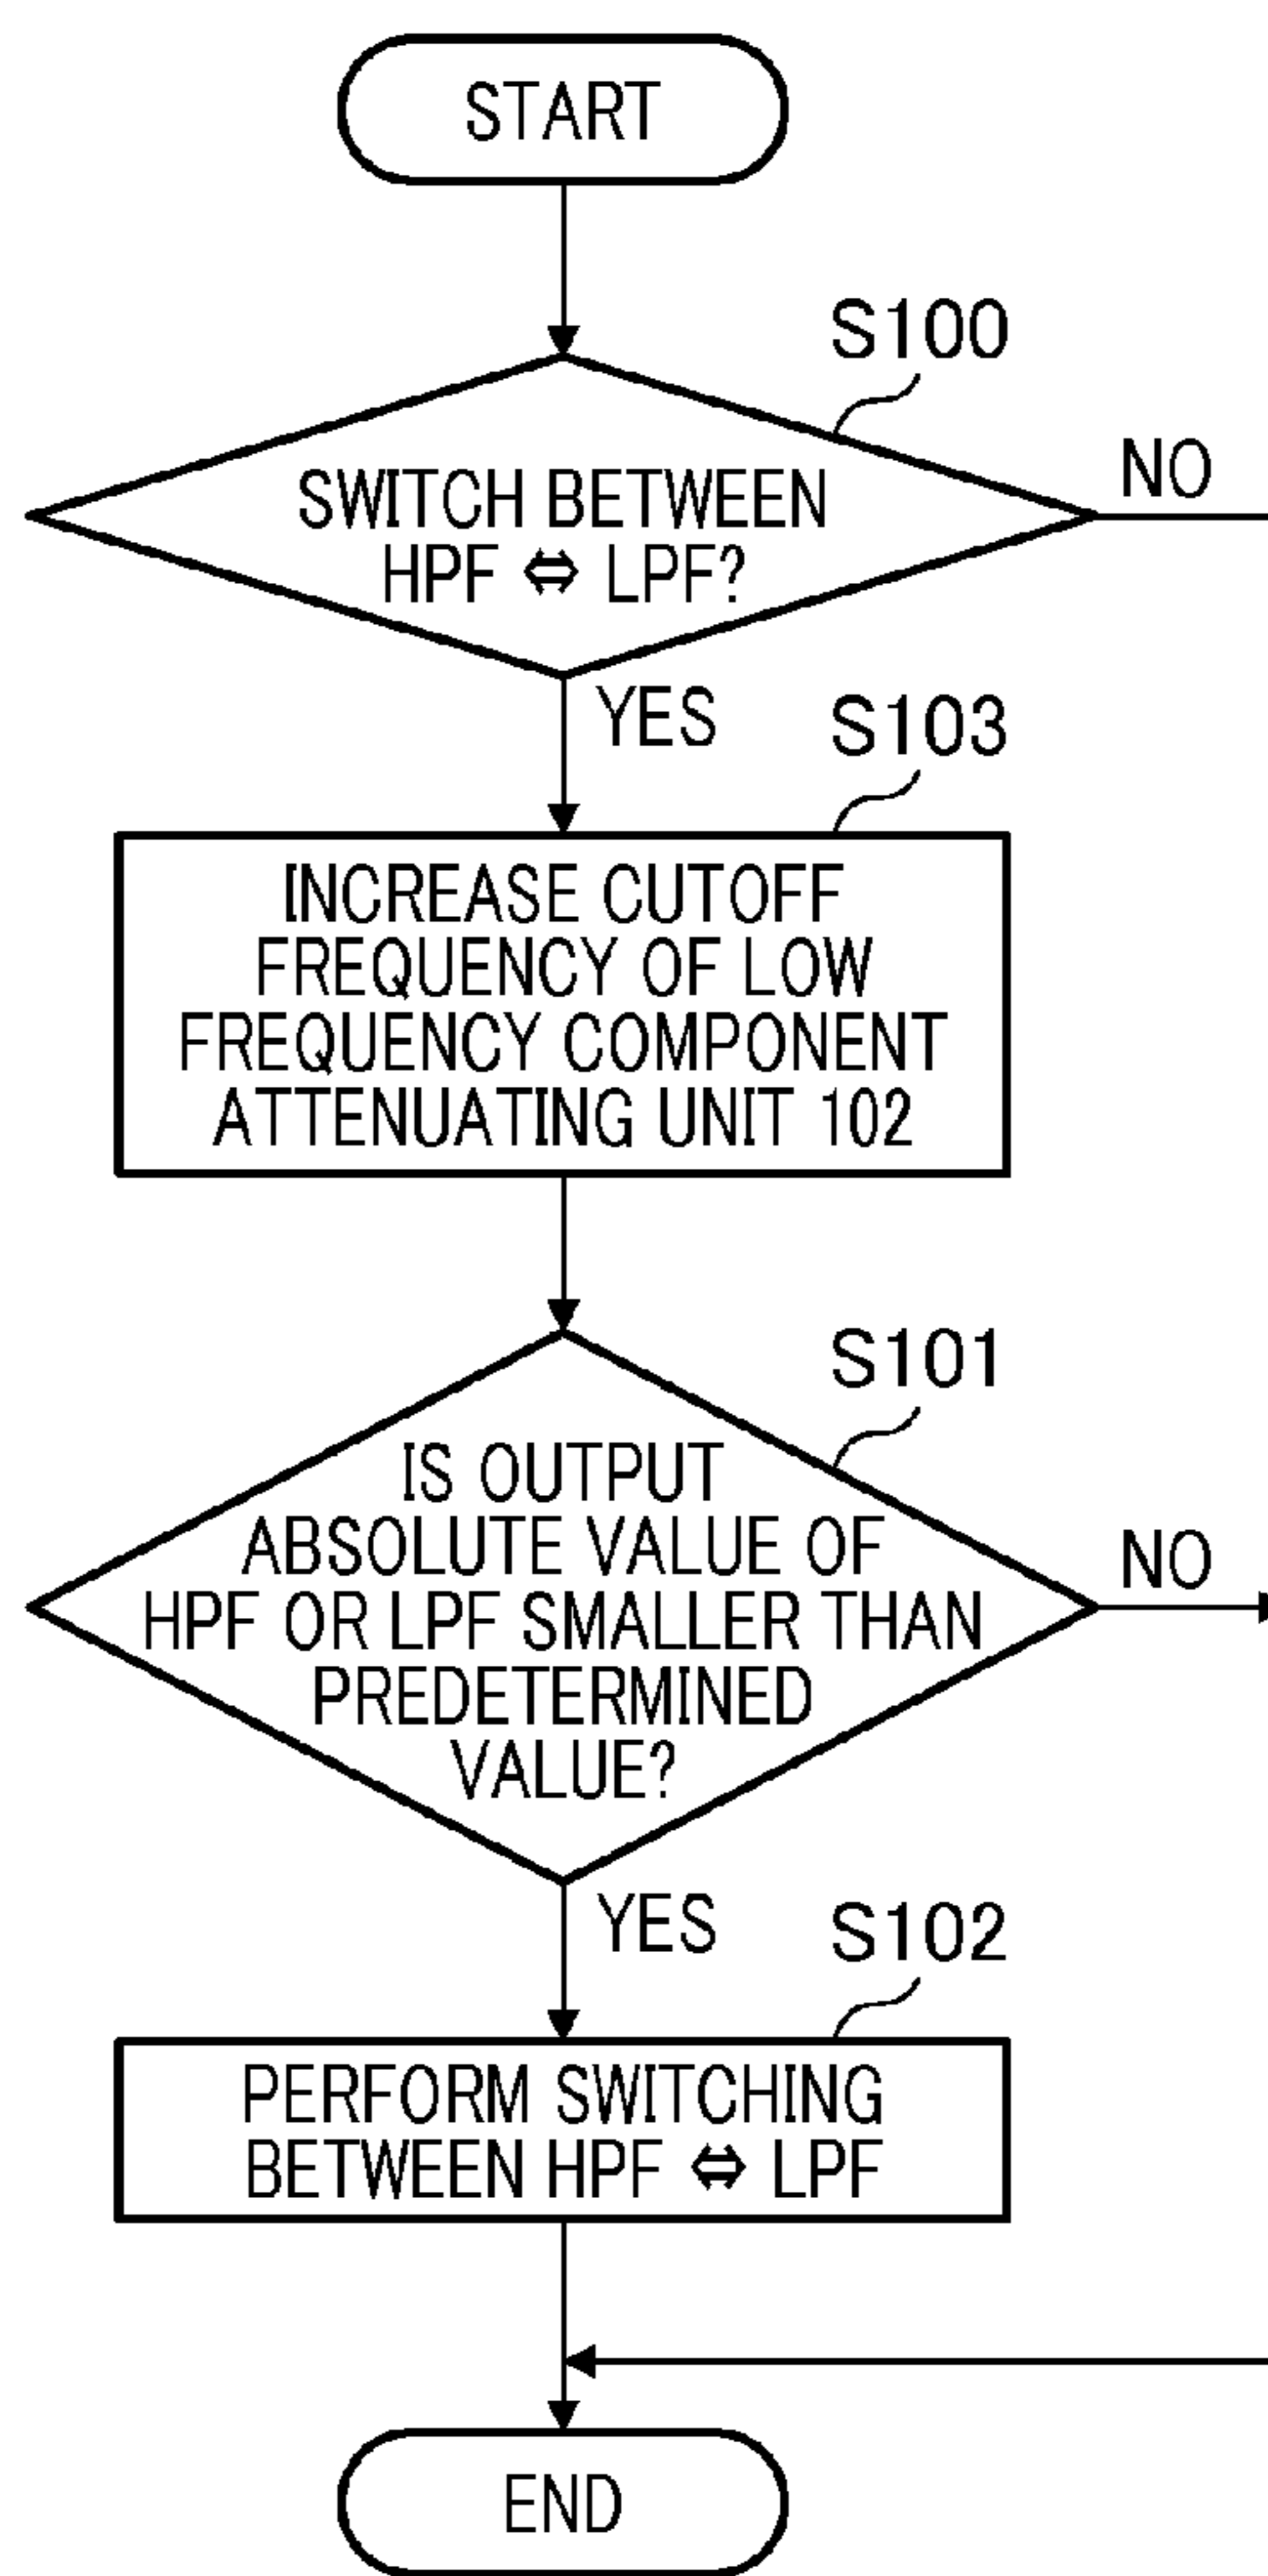 START
S100
SWITCH BETWEEN
HPF ⇔ LPF?
NO
YES
S103
INCREASE CUTOFF
FREQUENCY OF LOW
FREQUENCY COMPONENT
ATTENUATING UNIT 102
S101
IS OUTPUT
ABSOLUTE VALUE OF
HPF OR LPF SMALLER THAN
PREDETERMINED
VALUE?
NO
YES
S102
PERFORM SWITCHING
BETWEEN HPF ⇔ LPF
END